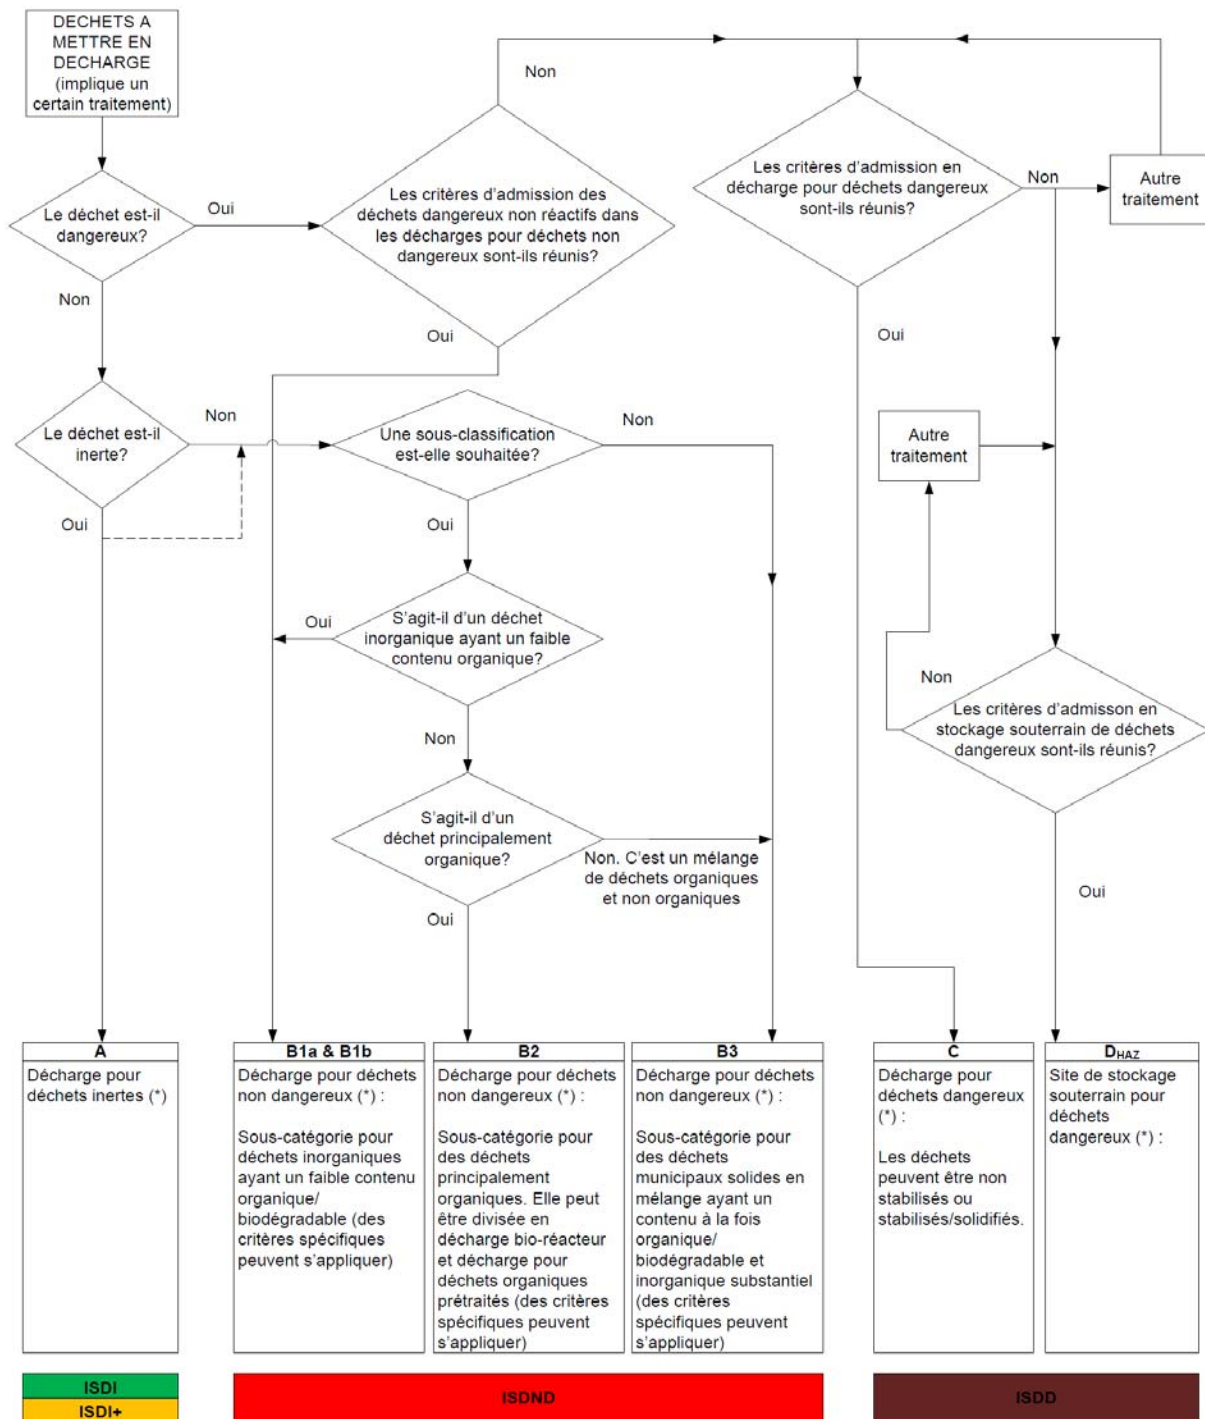 DECHETS A
METTRE EN
DECHARGE
(implique un
certain traitement)
Non
Les critères d'admission en
décharge pour déchets dangereux
sont-ils réunis?
Non
Autre
traitement
Le déchet est-il
dangereux?
Oui
Les critères d'admission des
déchets dangereux non réactifs dans
les décharges pour déchets non
dangereux sont-ils réunis?
Non
Oui
Oui
Le déchet est-il
inerte?
Non
Une sous-classification
est-elle souhaitée?
Non
Autre
traitement
Oui
Oui
Oui
S'agit-il d'un déchet
inorganique ayant un faible
contenu organique?
Non
Les critères d'admisson en
stockage souterrain de déchets
dangereux sont-ils réunis?
Non
S'agit-il d'un
déchet principalement
organique?
Non. C'est un mélange
de déchets organiques
et non organiques
Oui
Oui
A
Décharge pour
déchets inertes (*)
B1a & B1b
Décharge pour déchets
non dangereux (*) :
Sous-catégorie pour
déchets inorganiques
ayant un faible contenu
organique/
biodégradable (des
critères spécifiques
peuvent s'appliquer)
B2
Décharge pour déchets
non dangereux (*) :
Sous-catégorie pour
des déchets
principalement
organiques. Elle peut
être divisée en
décharge bio-réacteur
et décharge pour
déchets organiques
prétraités (des critères
spécifiques peuvent
s'appliquer)
B3
Décharge pour déchets
non dangereux (*) :
Sous-catégorie pour
des déchets
municipaux solides en
mélange ayant un
contenu à la fois
organique/
biodégradable et
inorganique substantiel
(des critères
spécifiques peuvent
s'appliquer)
C
Décharge pour
déchets dangereux
(*) :
Les déchets
peuvent être non
stabilisés ou
stabilisés/solidifiés.
DHAZ
Site de stockage
souterrain pour
déchets
dangereux (*) :
ISDI
ISDI+
ISDND
ISDD